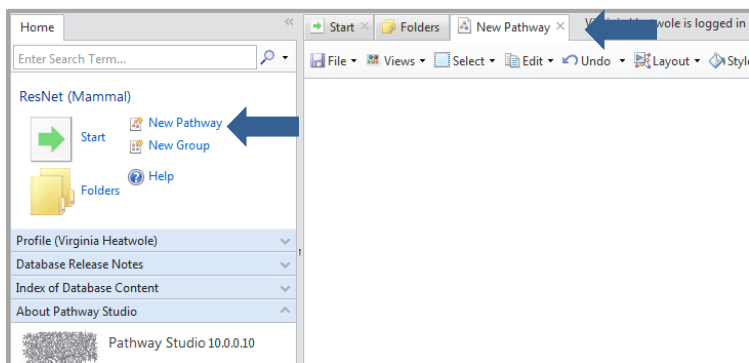 Home
Start Folders New Pathway is logged in
Enter Search Term...
File Views Select Edit Undo Layout
ResNet (Mammal)
Start
New Pathway
New Group
Folders
Help
Profile (Virginia Heatwole)
Database Release Notes
Index of Database Content
About Pathway Studio
Pathway Studio 10.0.0.10